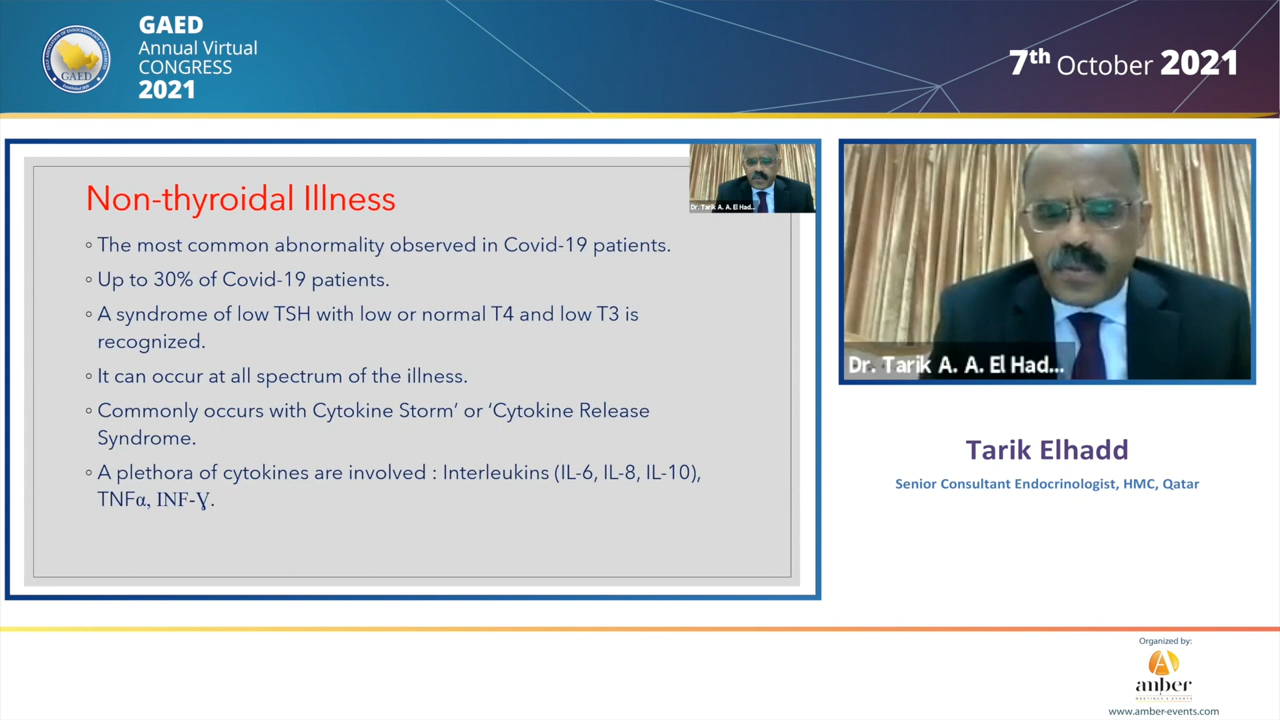 GAED
Annual Virtual
CONGRESS
2021
GAED
7th October 2021
Non-thyroidal Illness
◦ The most common abnormality observed in Covid-19 patients.
◦ Up to 30% of Covid-19 patients.
◦ A syndrome of low TSH with low or normal T4 and low T3 is
recognized.
◦ It can occur at all spectrum of the illness.
◦ Commonly occurs with Cytokine Storm’ or ‘Cytokine Release
Syndrome.
◦ A plethora of cytokines are involved : Interleukins (IL-6, IL-8, IL-10),
TNFα, INF-Ɣ.
Dr. Tarik A. A. El Had...
Dr. Tarik A. A. El Had...
Tarik Elhadd
Senior Consultant Endocrinologist, HMC, Qatar
Organized by:
anber
MEETINGS & EVENTS
www.amber-events.com